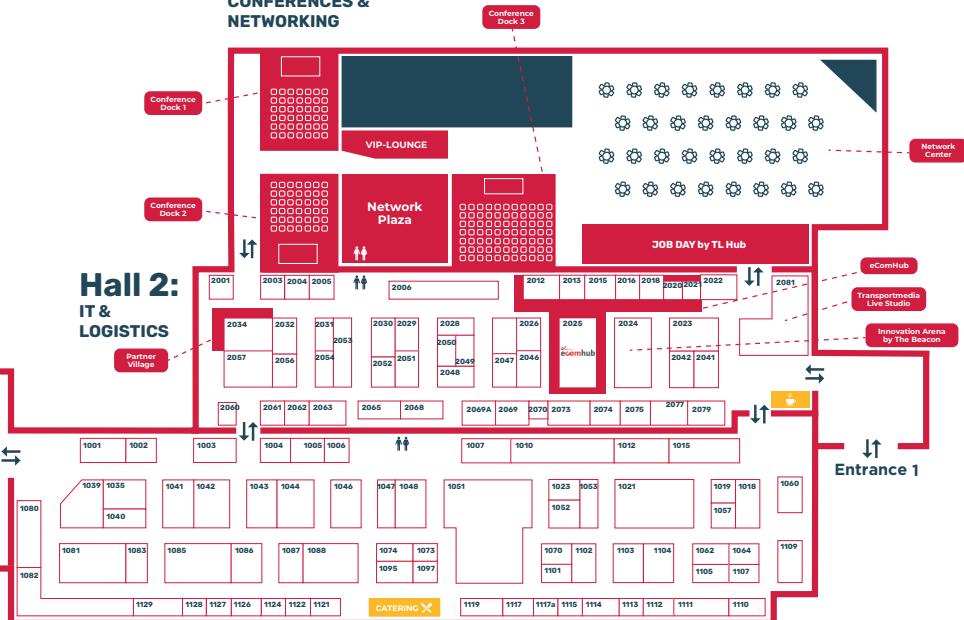 CONFERENCES &
NETWORKING
Conference
Dock 3
Conference
Dock 1
VIP-LOUNGE
Network
Center
Conference
Dock 2
Network
Plaza
JOB DAY by TL Hub
eComHub
Hall 2:
IT &
LOGISTICS
2001
2003 2004 2005
2006
2012 2013 2015 2016 2018 2020 2021 2022
2081
Transportmedia
Live Studio
Innovation Arena
by The Beacon
Partner
Village
2034 2032 2031 2053 2030 2029 2028 2026 2025 2024 2023
2050
2049
ecomhub
2057 2056 2054 2052 2051 2048 2047 2046 2042 2041
2060 2061 2062 2063 2065 2068 2069A 2069 2070 2073 2074 2075 2077 2079
1001 1002 1003 1004 1005 1006 1007 1010 1012 1015
Entrance 1
1039 1035 1041 1042 1043 1044 1046 1047 1048 1051 1023 1053 1021 1019 1018 1060
1080
1040
1052
1057
1081 1083 1085 1086 1087 1088 1074 1073 1070 1102 1103 1104 1062 1064 1109
1082
1095 1097 1101 1105 1107
1129 1128 1127 1126 1124 1122 1121
CATERING
1119 1117 1117a 1115 1114 1113 1112 1111 1110